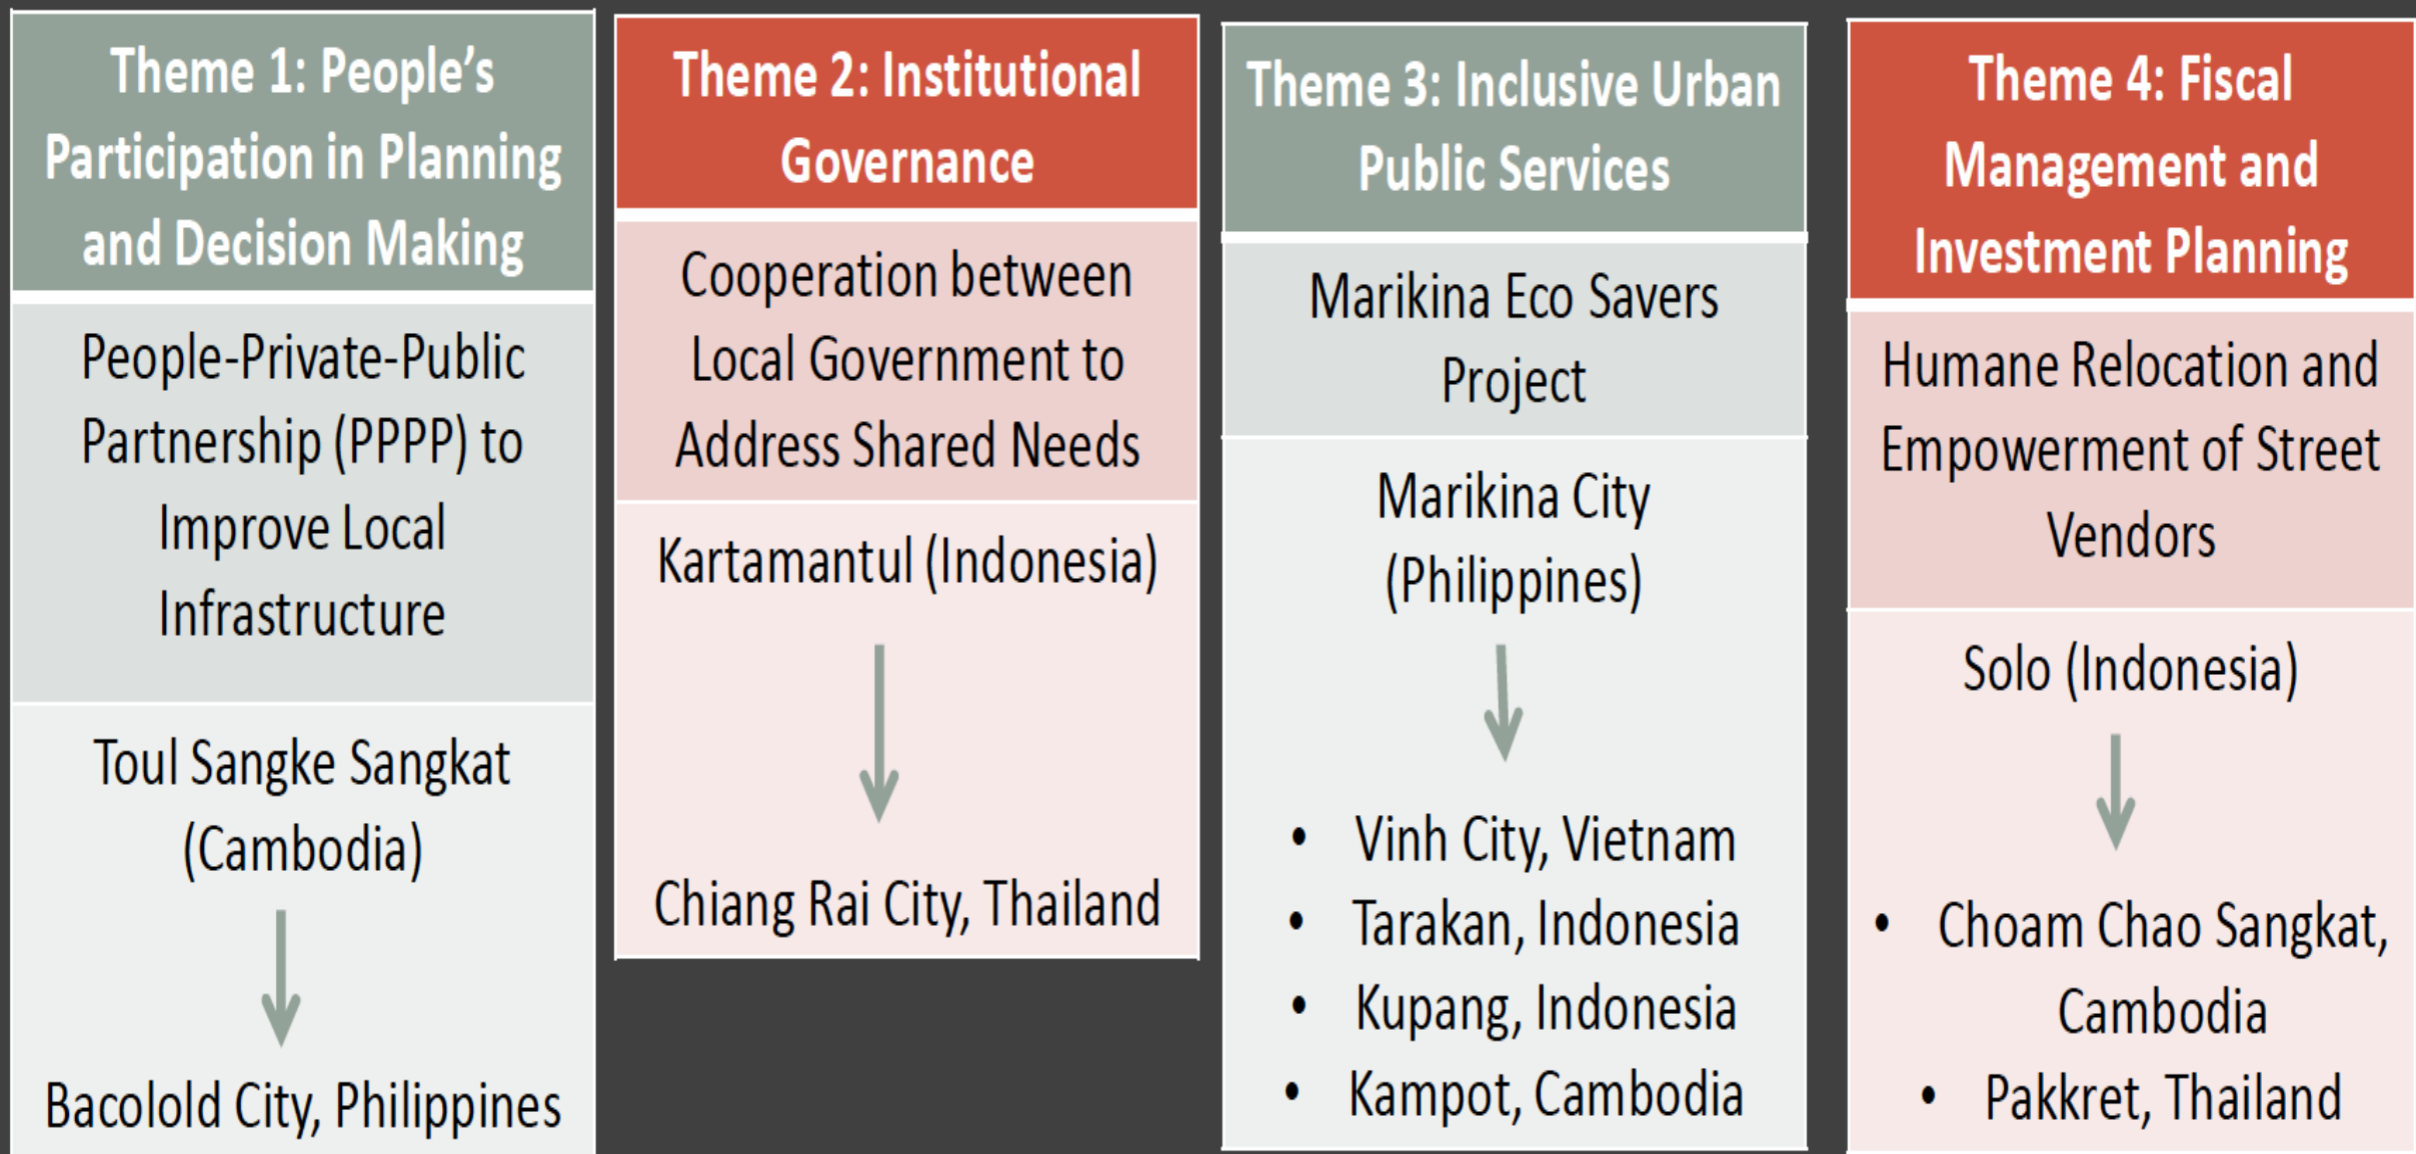 Theme 1: People’s
Participation in Planning
and Decision Making
People-Private-Public
Partnership (PPPP) to
Improve Local
Infrastructure
Toul Sangke Sangkat
(Cambodia)
Bacolold City, Philippines
Theme 2: Institutional
Governance
Cooperation between
Local Government to
Address Shared Needs
Kartamantul (Indonesia)
Chiang Rai City, Thailand
Theme 3: Inclusive Urban
Public Services
Marikina Eco Savers
Project
Marikina City
(Philippines)
• Vinh City, Vietnam
• Tarakan, Indonesia
• Kupang, Indonesia
• Kampot, Cambodia
Theme 4: Fiscal
Management and
Investment Planning
Humane Relocation and
Empowerment of Street
Vendors
Solo (Indonesia)
• Choam Chao Sangkat,
Cambodia
• Pakkret, Thailand